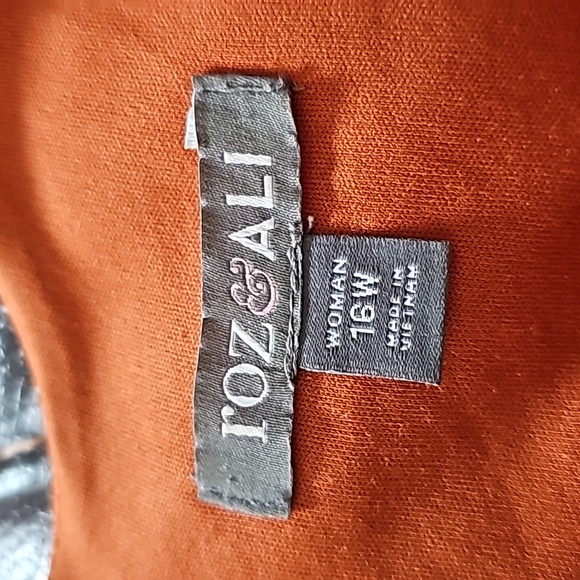 rOZ & ALI
WOMAN
16W
MADE IN
VIETNAM